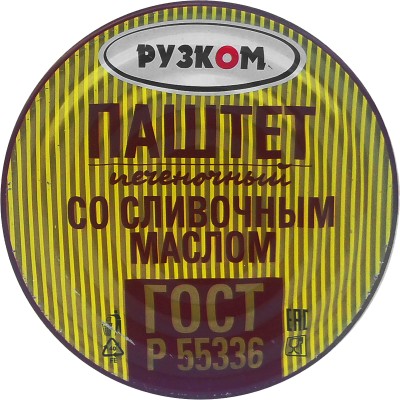 РУЗКОМ
ПАШТЕТ
печеночный
СО СЛИВОЧНЫМ
МАСЛОМ
ГОСТ
Р 55336
ЕАС